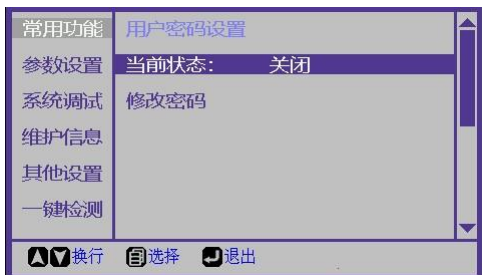 常用功能
参数设置
系统调试
维护信息
其他设置
一键检测
用户密码设置
当前状态: 关闭
修改密码
换行 选择 退出